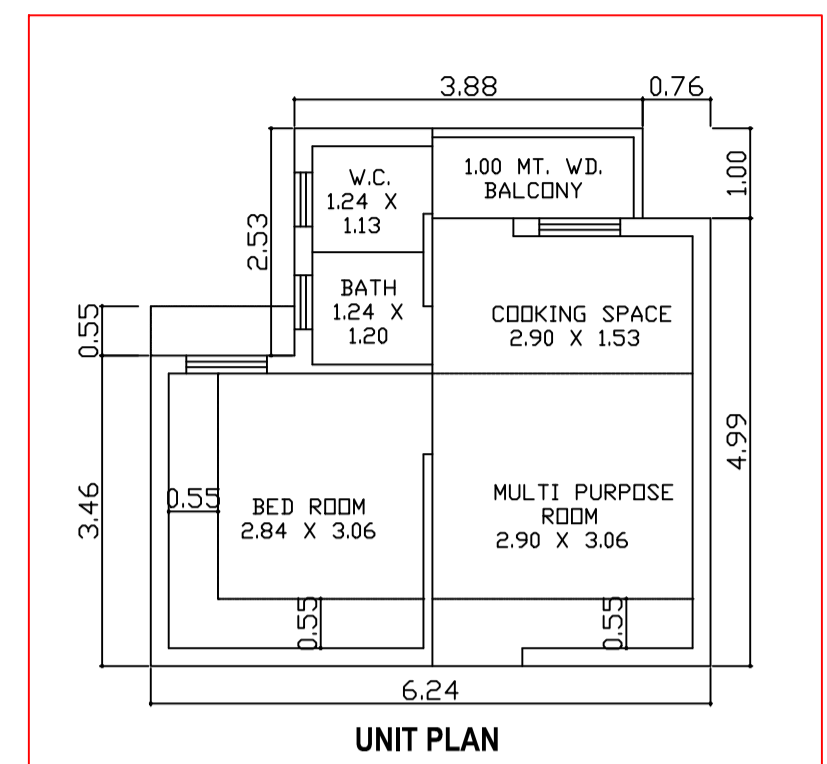 3.88
0.76
W.C.
1.24 X
1.13
1.00 MT. WD.
BALCONY
1.00
2.53
BATH
1.24 X
1.20
COOKING SPACE
2.90 X 1.53
0.55
4.99
3.46
0.55
BED ROOM
2.84 X 3.06
MULTI PURPOSE
ROOM
2.90 X 3.06
0.55
0.55
6.24
UNIT PLAN